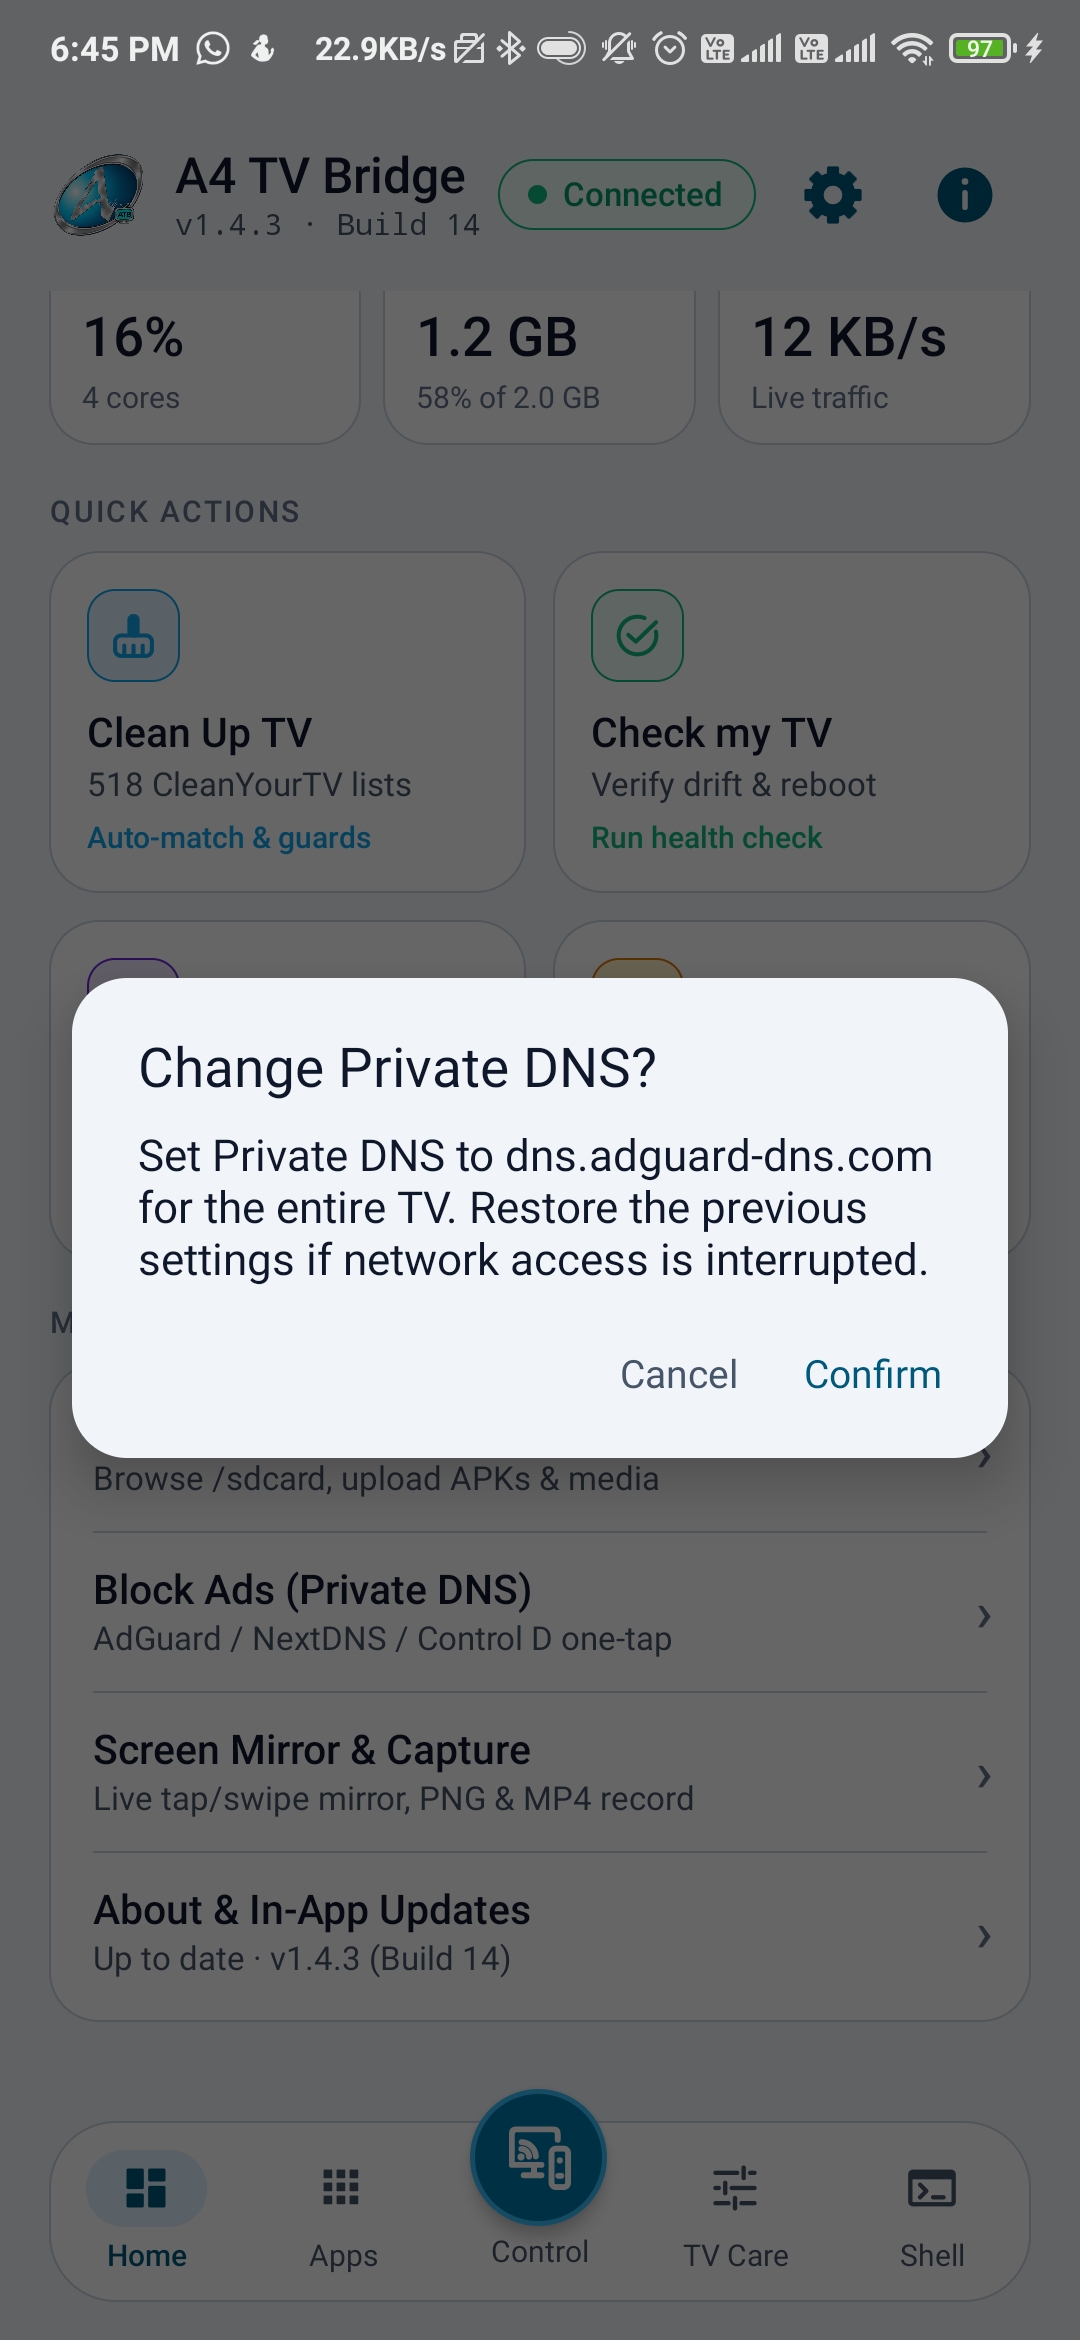 6:45 PM 22.9KB/s Vo LTE Vo LTE 97
A4 TV Bridge
v1.4.3 · Build 14
Connected
16%
4 cores
1.2 GB
58% of 2.0 GB
12 KB/s
Live traffic
QUICK ACTIONS
Clean Up TV
518 CleanYourTV lists
Auto-match & guards
Check my TV
Verify drift & reboot
Run health check
Change Private DNS?
Set Private DNS to dns.adguard-dns.com
for the entire TV. Restore the previous
settings if network access is interrupted.
Cancel Confirm
Browse /sdcard, upload APKs & media
Block Ads (Private DNS)
AdGuard / NextDNS / Control D one-tap
Screen Mirror & Capture
Live tap/swipe mirror, PNG & MP4 record
About & In-App Updates
Up to date · v1.4.3 (Build 14)
Home Apps Control TV Care Shell